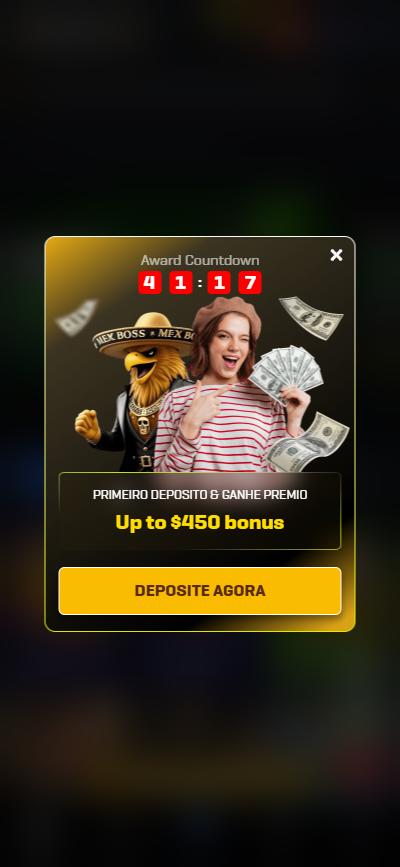 Award Countdown
4 1 : 1 7
MEX BOSS * MEX BO
PRIMEIRO DEPOSITO & GANHE PREMIO
Up to $450 bonus
DEPOSITE AGORA